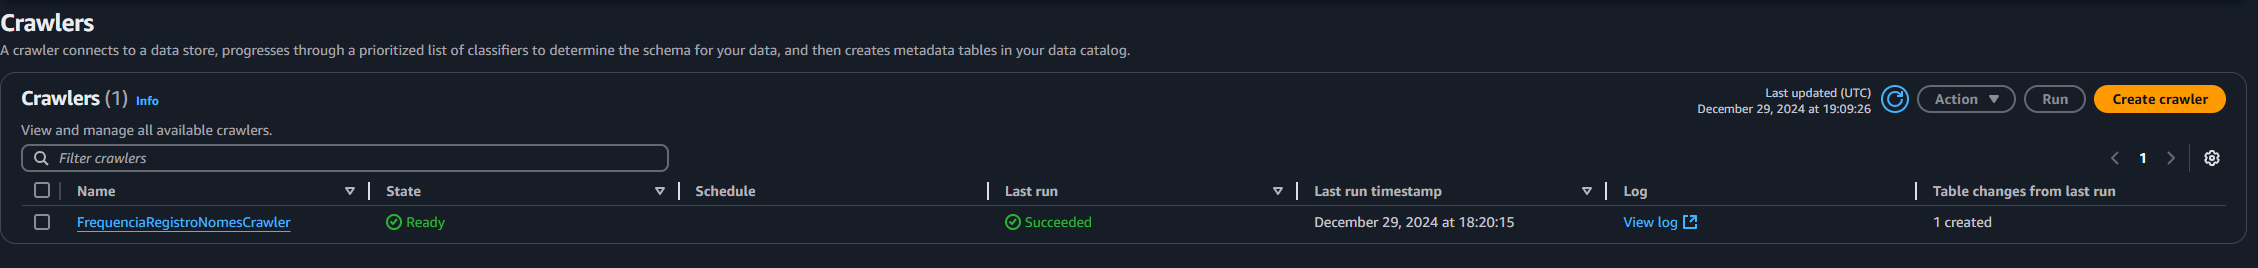 Crawlers
A crawler connects to a data store, progresses through a prioritized list of classifiers to determine the schema for your data, and then creates metadata tables in your data catalog.
Crawlers (1) Info
Last updated (UTC)
December 29, 2024 at 19:09:26
Action
Run
Create crawler
View and manage all available crawlers.
Filter crawlers
1
Name State Schedule Last run Last run timestamp Log Table changes from last run
FrequenciaRegistroNomesCrawler Ready Succeeded December 29, 2024 at 18:20:15 View log 1 created